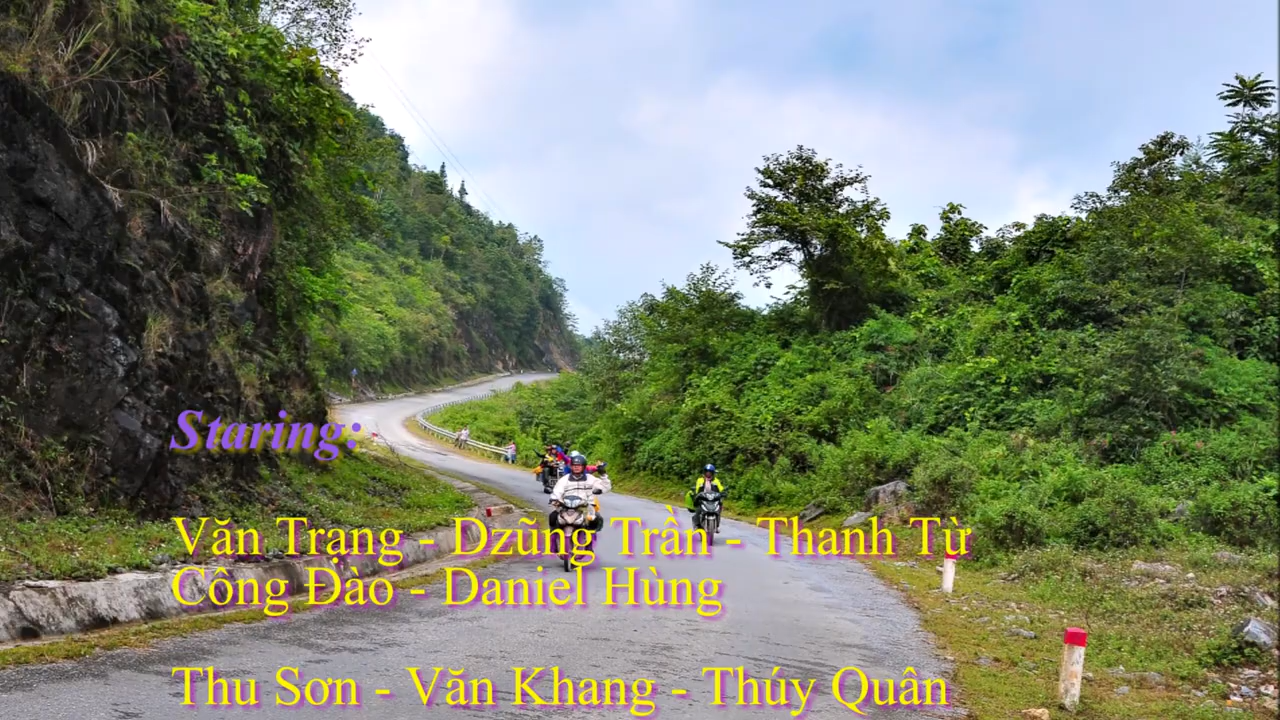 Staring:
Văn Trạng - Dzũng Trần - Thanh Từ
Công Đào - Daniel Hùng
Thu Sơn - Văn Khang - Thúy Quân